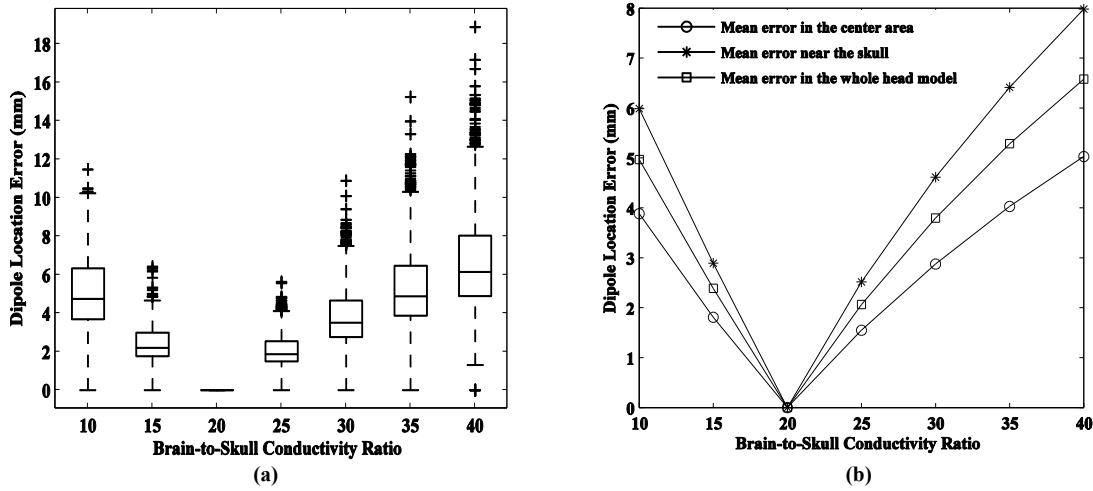 Dipole Location Error (mm)
18
16
14
12
10
8
6
4
2
0
10 15 20 25 30 35 40
Brain-to-Skull Conductivity Ratio
(a)
Dipole Location Error (mm)
8
7
6
5
4
3
2
1
0
Mean error in the center area
Mean error near the skull
Mean error in the whole head model
10 15 20 25 30 35 40
Brain-to-Skull Conductivity Ratio
(b)